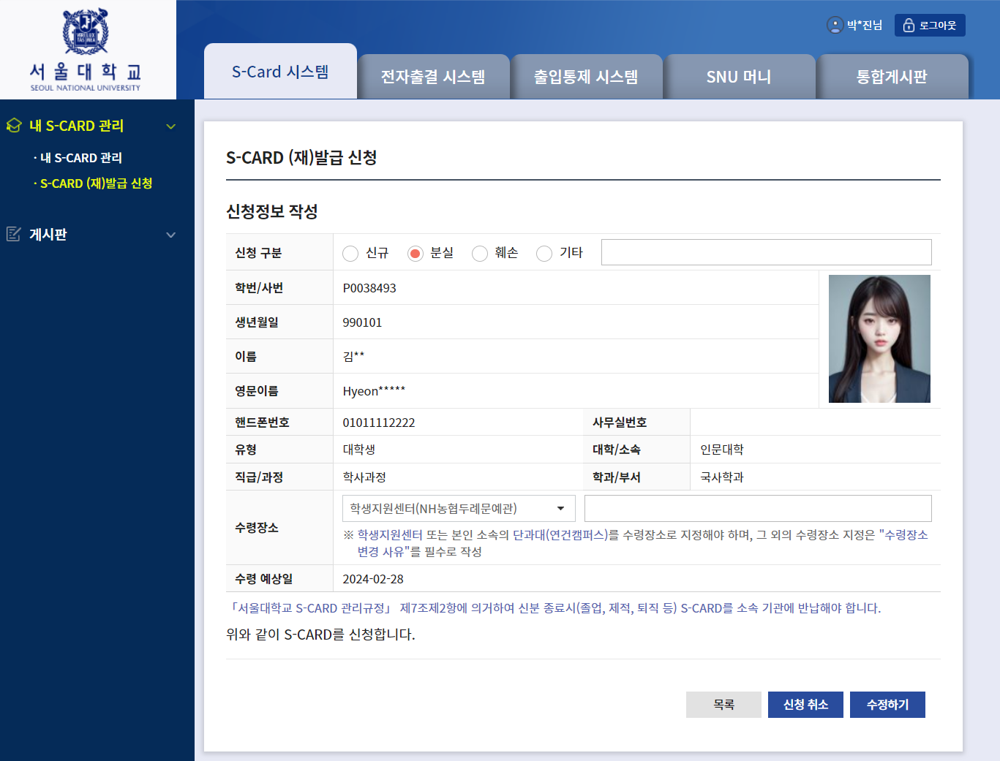 서울대학교
SEOUL NATIONAL UNIVERSITY
박*진님
로그아웃
S-Card 시스템
전자출결 시스템
출입통제 시스템
SNU 머니
통합게시판
내 S-CARD 관리
· 내 S-CARD 관리
· S-CARD (재)발급 신청
게시판
S-CARD (재)발급 신청
신청정보 작성
신청 구분 신규 분실 훼손 기타
학번/사번 P0038493
생년월일 990101
이름 김**
영문이름 Hyeon*****
핸드폰번호 01011112222 사무실번호
유형 대학생 대학/소속 인문대학
직급/과정 학사과정 학과/부서 국사학과
수령장소 학생지원센터(NH농협두레문예관)
※ 학생지원센터 또는 본인 소속의 단과대(연건캠퍼스)를 수령장소로 지정해야 하며, 그 외의 수령장소 지정은 "수령장소
변경 사유"를 필수로 작성
수령 예상일 2024-02-28
「서울대학교 S-CARD 관리규정」 제7조제2항에 의거하여 신분 종료시(졸업, 제적, 퇴직 등) S-CARD를 소속 기관에 반납해야 합니다.
위와 같이 S-CARD를 신청합니다.
목록
신청 취소
수정하기